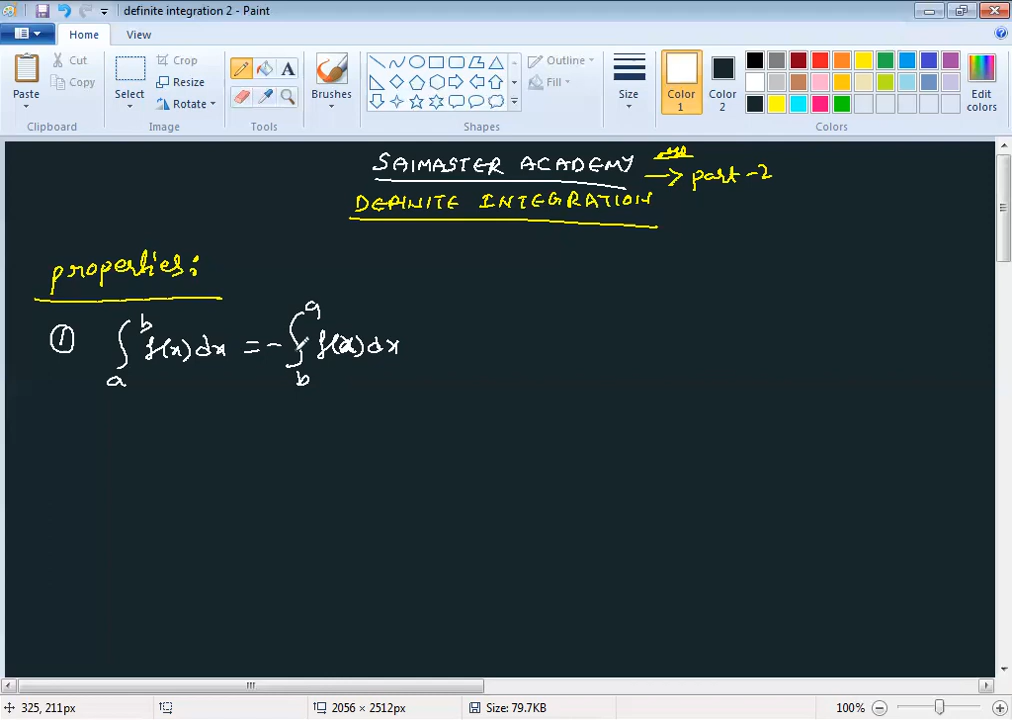 definite integration 2 - Paint
Home View
Paste
Cut
Copy
Clipboard
Select
Crop
Resize
Rotate
Image
A
Tools
Brushes
Shapes
Outline
Fill
Size
Color 1
Color 2
Edit colors
Colors
SAIMASTER ACADEMY
→ part -2
DEFINITE INTEGRATION
properties:
① ∫_a^b f(x) dx = - ∫_b^a f(x) dx
325, 211px
2056 × 2512px
Size: 79.7KB
100%